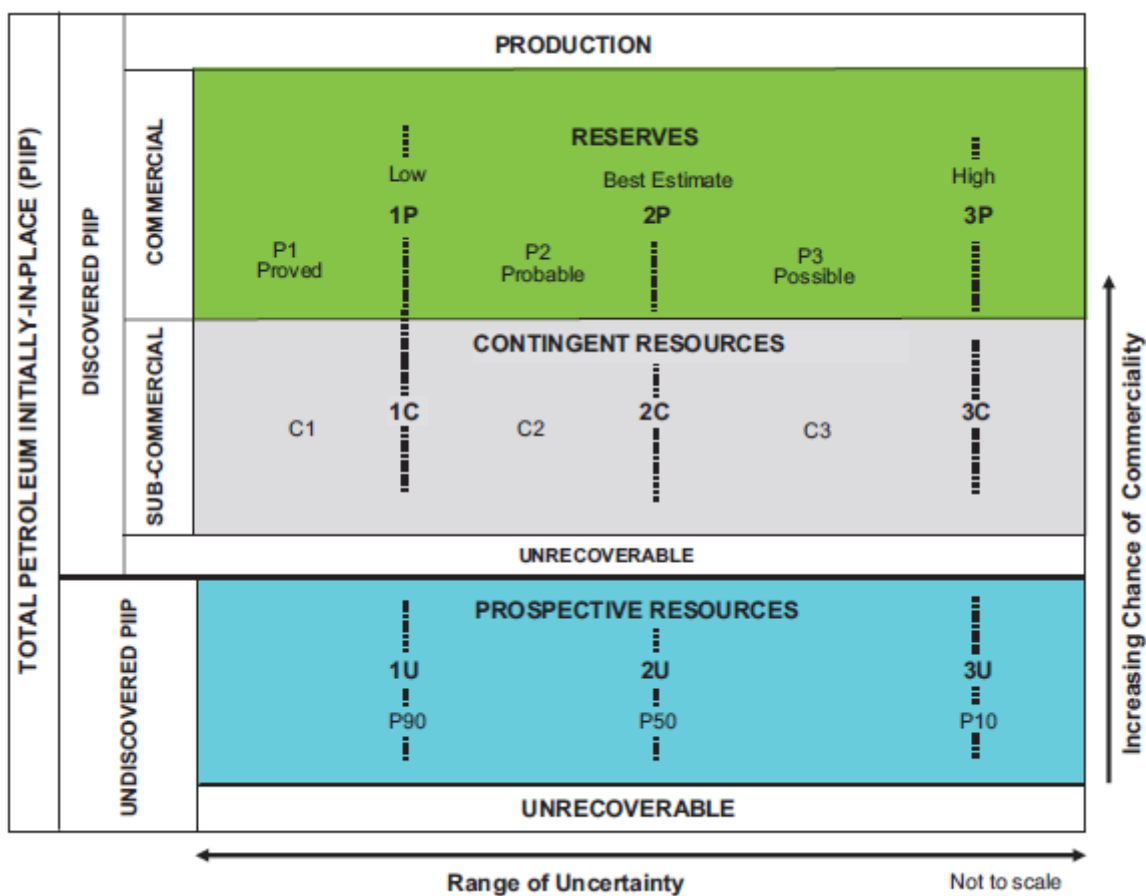 TOTAL PETROLEUM INITIALLY-IN-PLACE (PIIP)
DISCOVERED PIIP
COMMERCIAL
PRODUCTION
RESERVES
Low
Best Estimate
High
1P
2P
3P
P1
Proved
P2
Probable
P3
Possible
SUB-COMMERCIAL
CONTINGENT RESOURCES
1C
2C
3C
C1
C2
C3
UNRECOVERABLE
UNDISCOVERED PIIP
PROSPECTIVE RESOURCES
1U
2U
3U
P90
P50
P10
UNRECOVERABLE
Increasing Chance of Commerciality
Range of Uncertainty
Not to scale